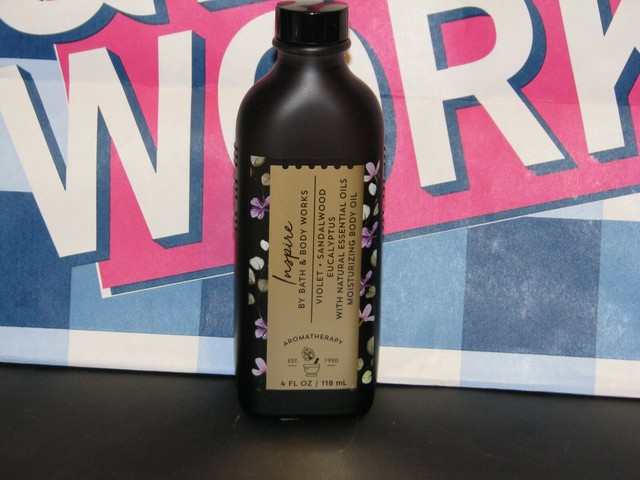 &
WORK
Inspire
BY BATH & BODY WORKS
VIOLET • SANDALWOOD
EUCALYPTUS
WITH NATURAL ESSENTIAL OILS
MOISTURIZING BODY OIL
AROMATHERAPY
EST. 1990
4 FL OZ / 118 mL